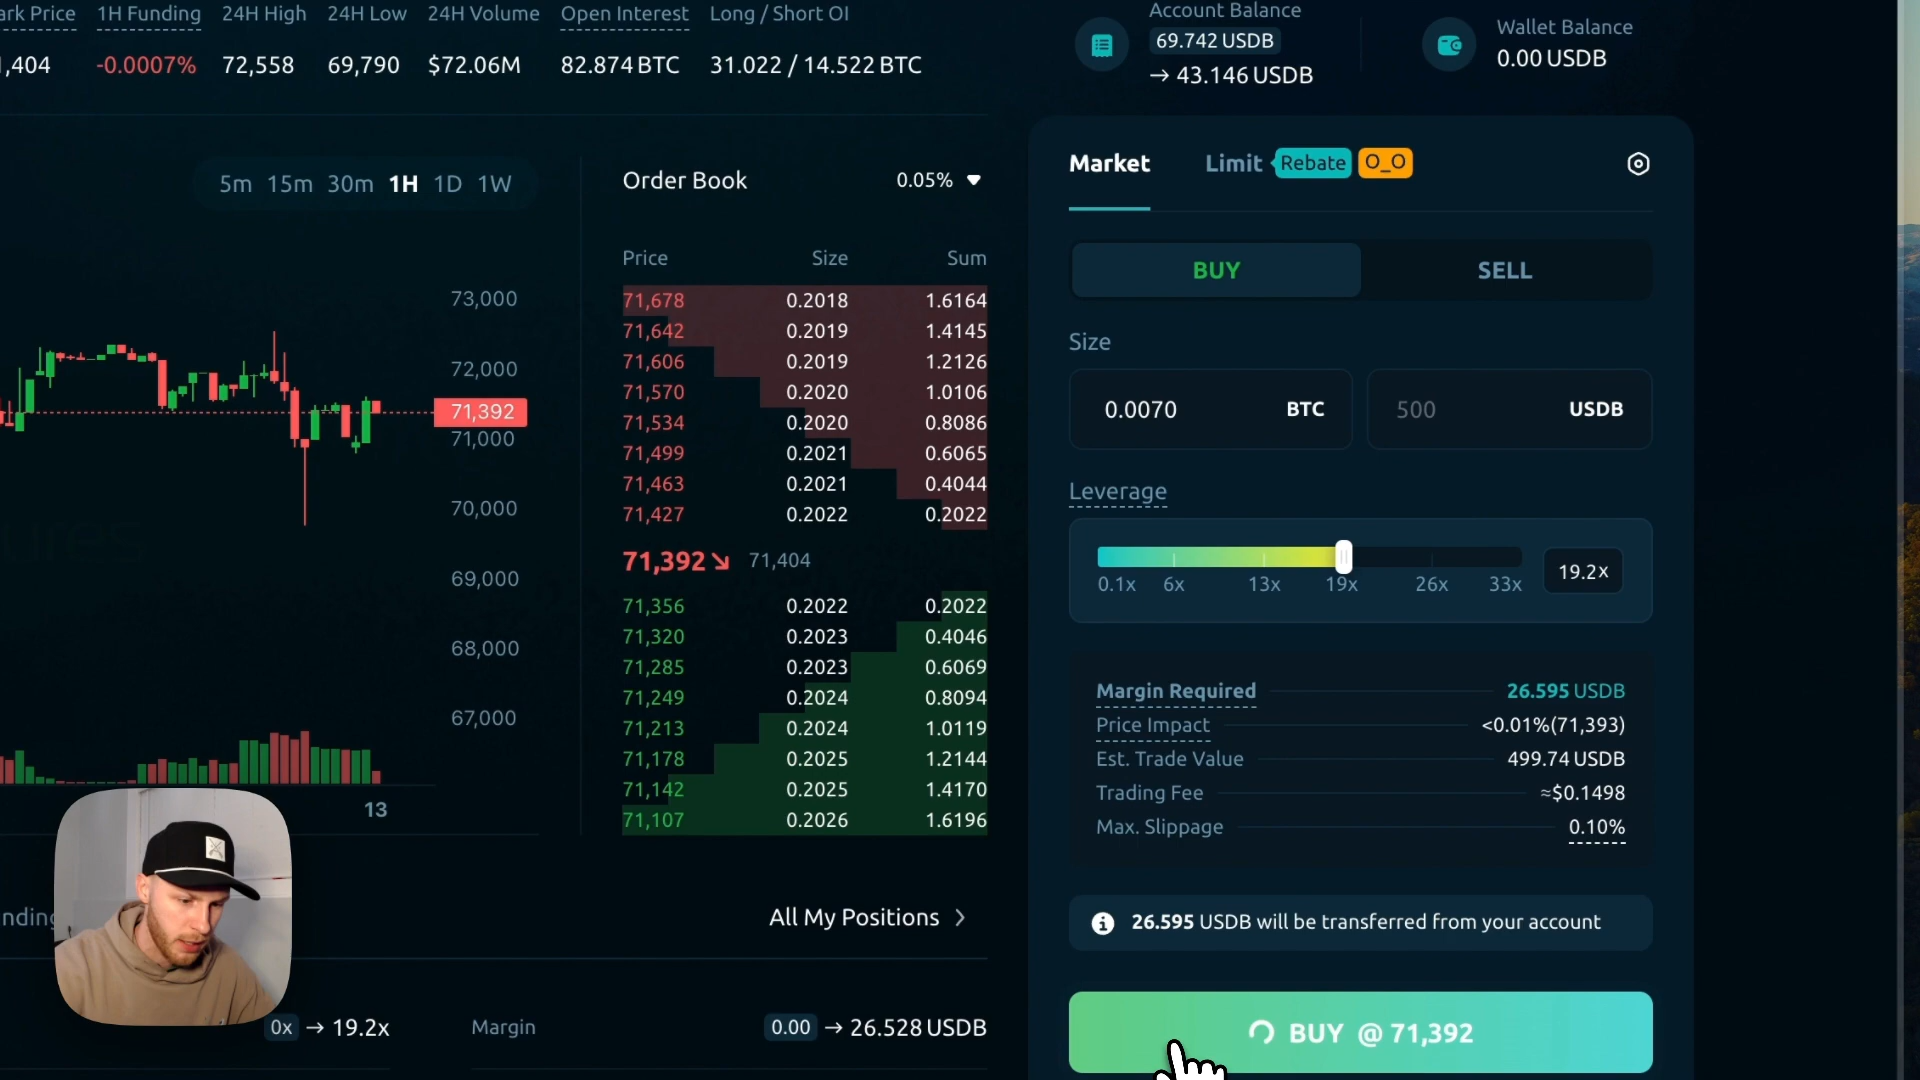 ark Price 1H Funding 24H High 24H Low 24H Volume Open Interest Long / Short OI
,404 -0.0007% 72,558 69,790 $72.06M 82.874 BTC 31.022 / 14.522 BTC
Account Balance
69.742 USDB
→ 43.146 USDB
Wallet Balance
0.00 USDB
5m 15m 30m 1H 1D 1W
73,000
72,000
71,392
71,000
70,000
69,000
68,000
67,000
13
Order Book 0.05%
Price Size Sum
71,678 0.2018 1.6164
71,642 0.2019 1.4145
71,606 0.2019 1.2126
71,570 0.2020 1.0106
71,534 0.2020 0.8086
71,499 0.2021 0.6065
71,463 0.2021 0.4044
71,427 0.2022 0.2022
71,392 ↘ 71,404
71,356 0.2022 0.2022
71,320 0.2023 0.4046
71,285 0.2023 0.6069
71,249 0.2024 0.8094
71,213 0.2024 1.0119
71,178 0.2025 1.2144
71,142 0.2025 1.4170
71,107 0.2026 1.6196
nding
All My Positions
0x → 19.2x Margin 0.00 → 26.528 USDB
Market Limit Rebate O_O
BUY SELL
Size
0.0070 BTC 500 USDB
Leverage
0.1x 6x 13x 19x 26x 33x 19.2x
Margin Required 26.595 USDB
Price Impact <0.01%(71,393)
Est. Trade Value 499.74 USDB
Trading Fee ≈$0.1498
Max. Slippage 0.10%
26.595 USDB will be transferred from your account
BUY @ 71,392